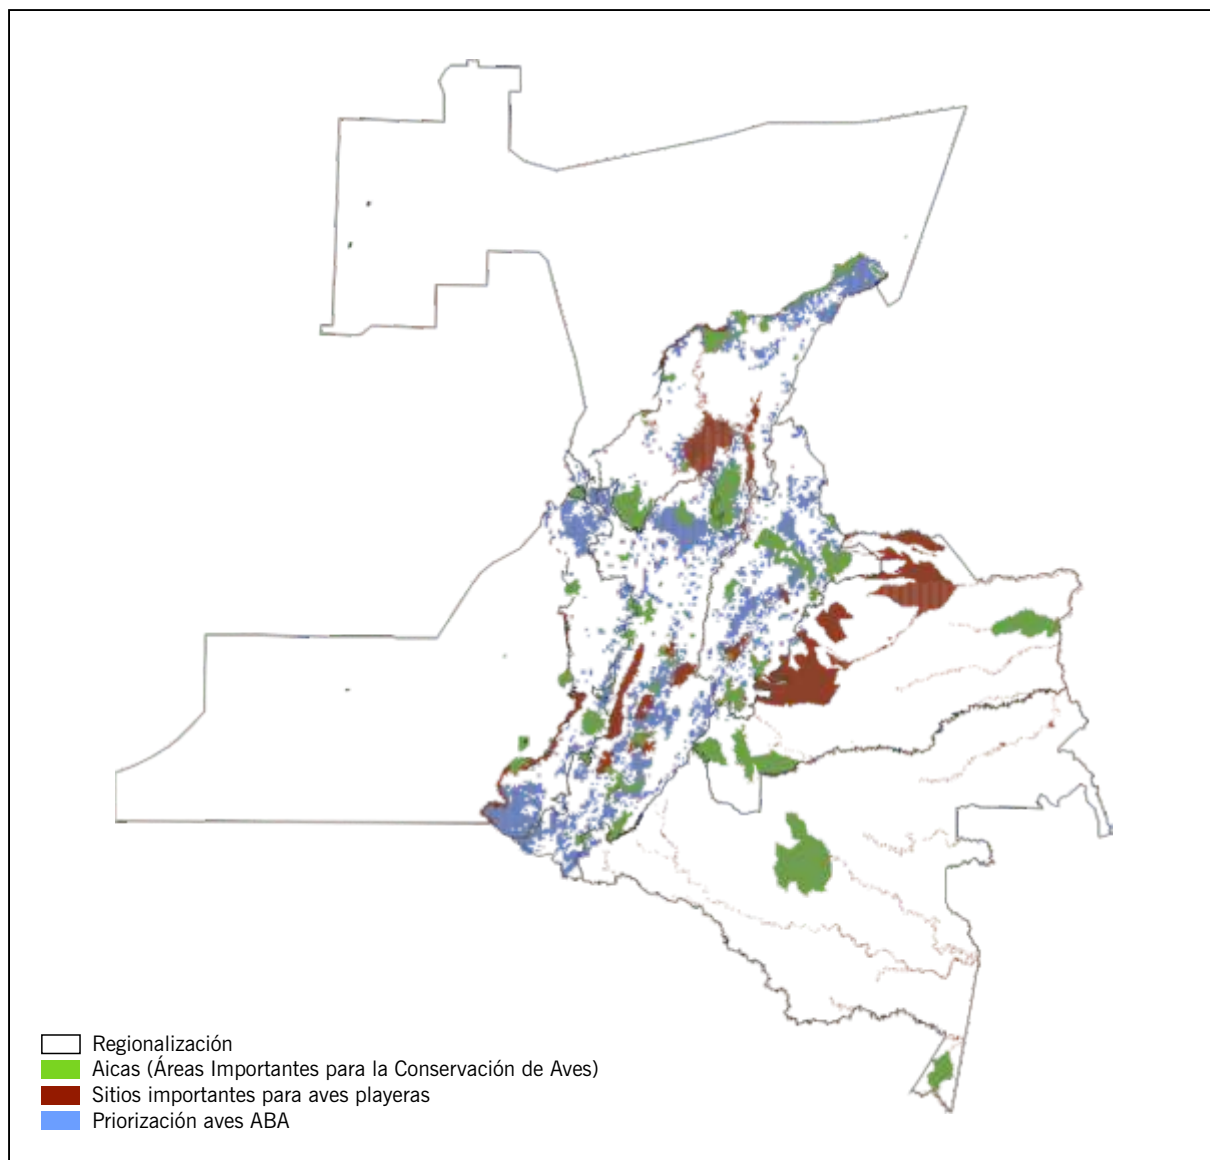 Regionalización
Aicas (Áreas Importantes para la Conservación de Aves)
Sitios importantes para aves playeras
Priorización aves ABA